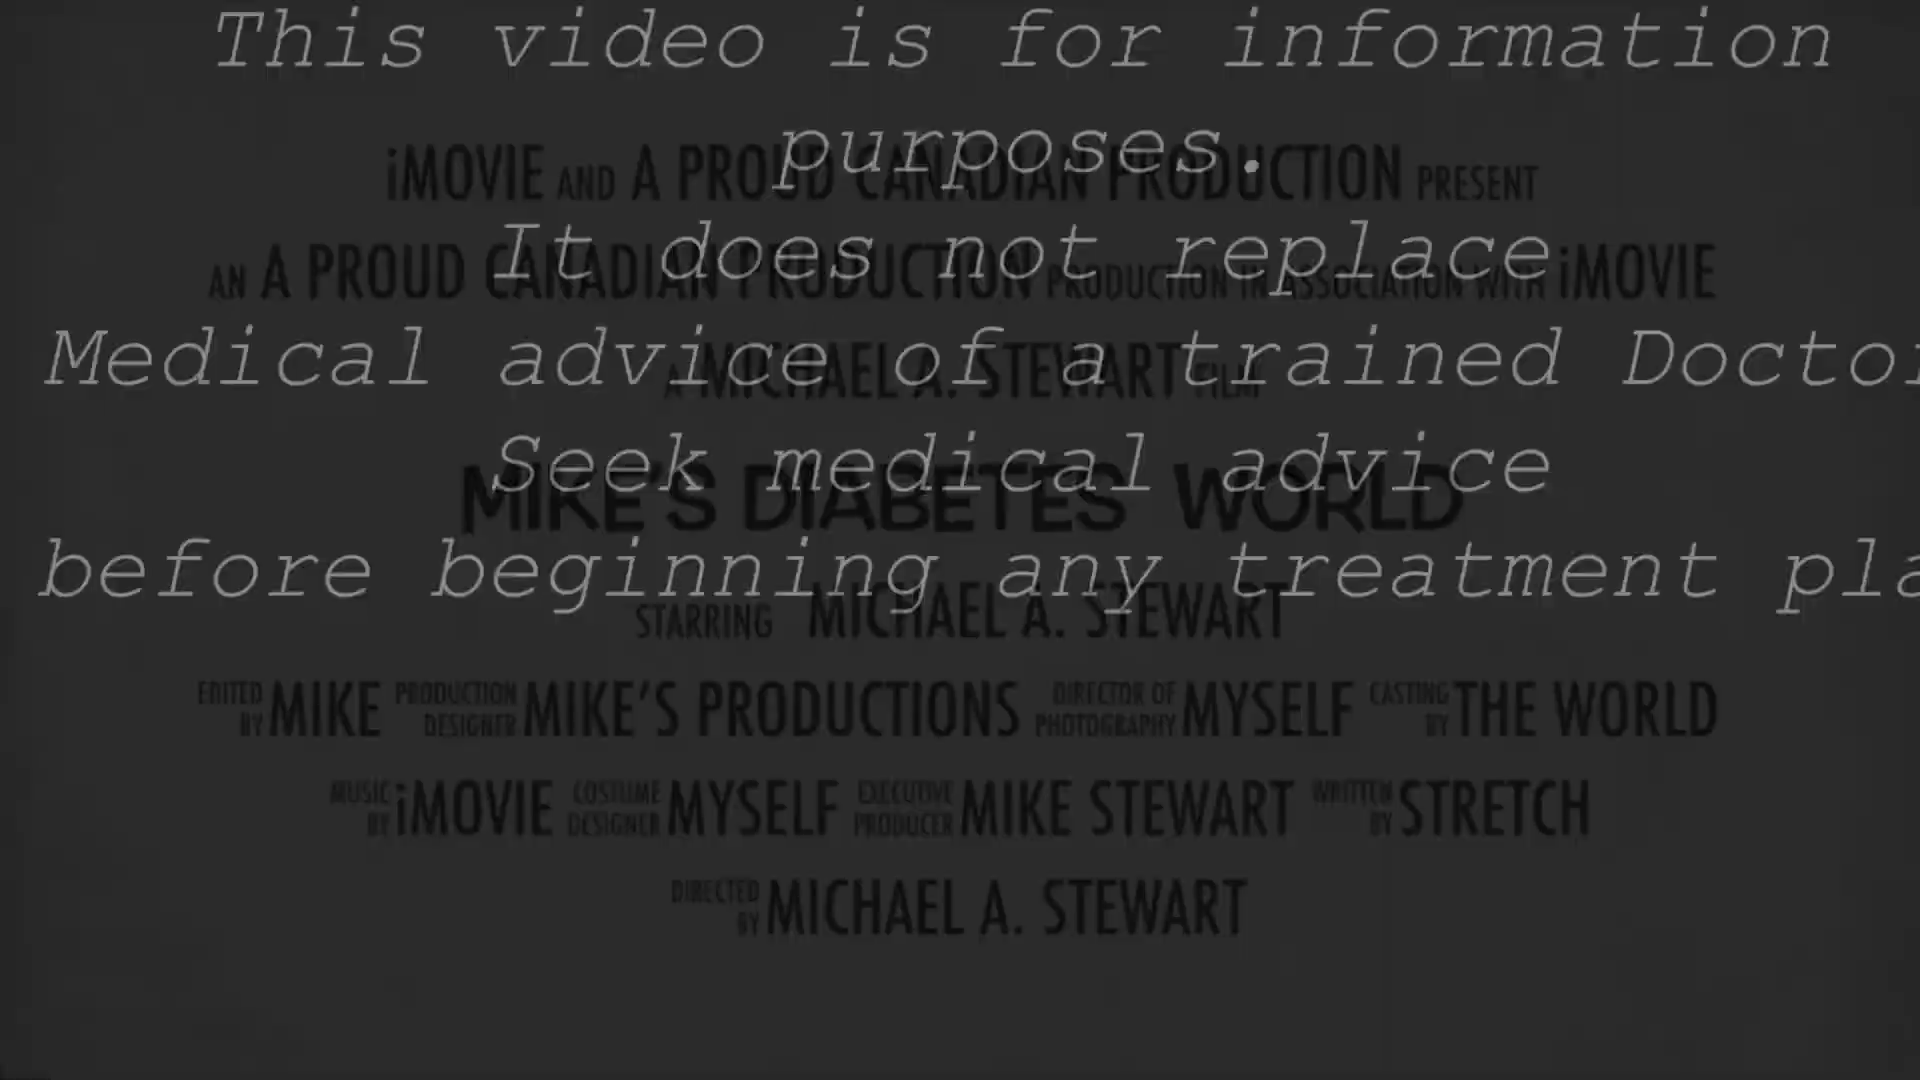 This video is for information
purposes.
It does not replace
Medical advice of a trained Docto
Seek medical advice
before beginning any treatment pla
iMOVIE AND A PROUD CANADIAN PRODUCTION PRESENT
AN A PROUD CANADIAN PRODUCTION PRODUCTION IN ASSOCIATION WITH iMOVIE
A MICHAEL A. STEWART FILM
MIKE'S DIABETES WORLD
STARRING MICHAEL A. STEWART
EDITED BY MIKE PRODUCTION DESIGNER MIKE'S PRODUCTIONS DIRECTOR OF PHOTOGRAPHY MYSELF CASTING BY THE WORLD
MUSIC BY iMOVIE COSTUME DESIGNER MYSELF EXECUTIVE PRODUCER MIKE STEWART WRITTEN BY STRETCH
DIRECTED BY MICHAEL A. STEWART